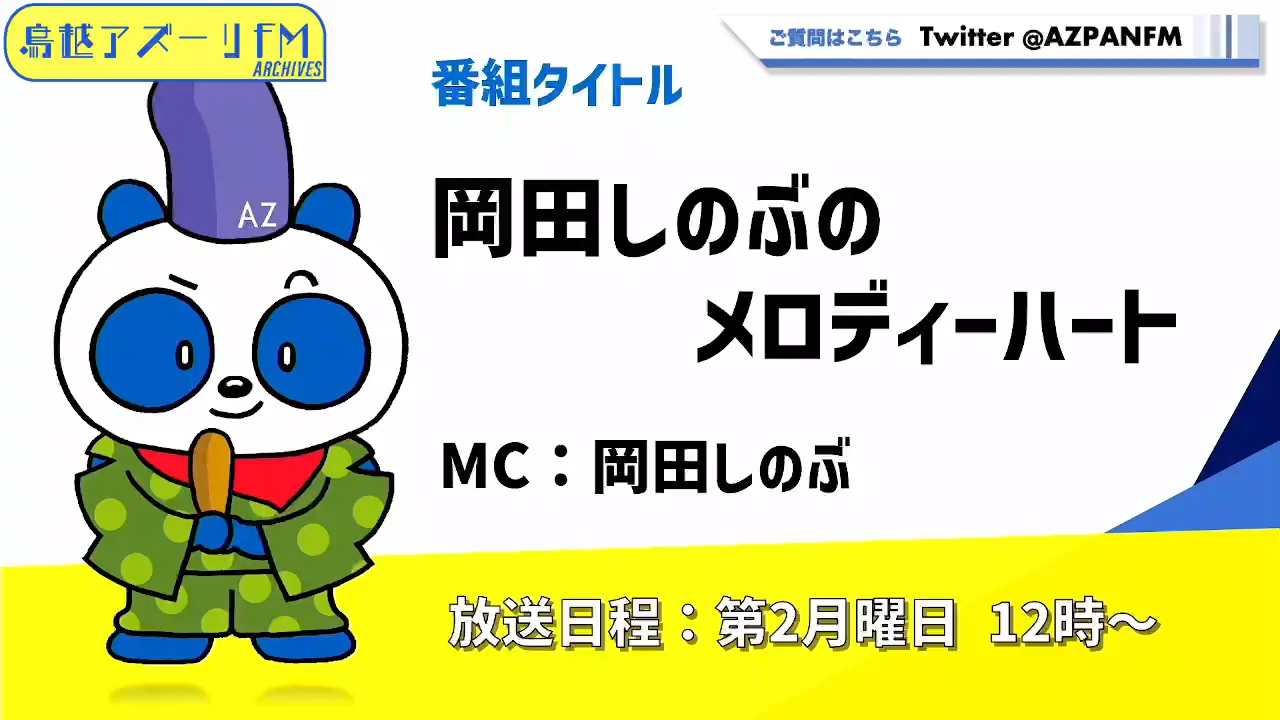 鳥越アズーリFM
ARCHIVES
ご質問はこちら Twitter @AZPANFM
番組タイトル
AZ
岡田しのぶの
メロディーハート
MC：岡田しのぶ
放送日程：第2月曜日 12時～